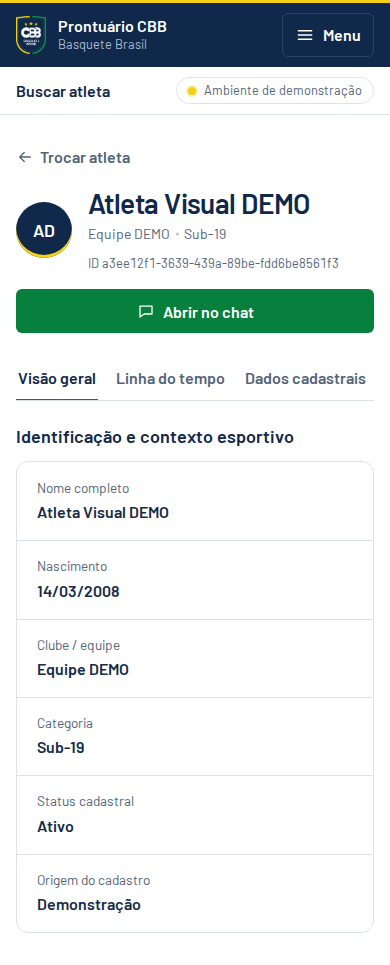 CBB
Prontuário CBB
Basquete Brasil
Menu
Buscar atleta
Ambiente de demonstração
Trocar atleta
AD
Atleta Visual DEMO
Equipe DEMO • Sub-19
ID a3ee12f1-3639-439a-89be-fdd6be8561f3
Abrir no chat
Visão geral
Linha do tempo
Dados cadastrais
Identificação e contexto esportivo
Nome completo
Atleta Visual DEMO
Nascimento
14/03/2008
Clube / equipe
Equipe DEMO
Categoria
Sub-19
Status cadastral
Ativo
Origem do cadastro
Demonstração